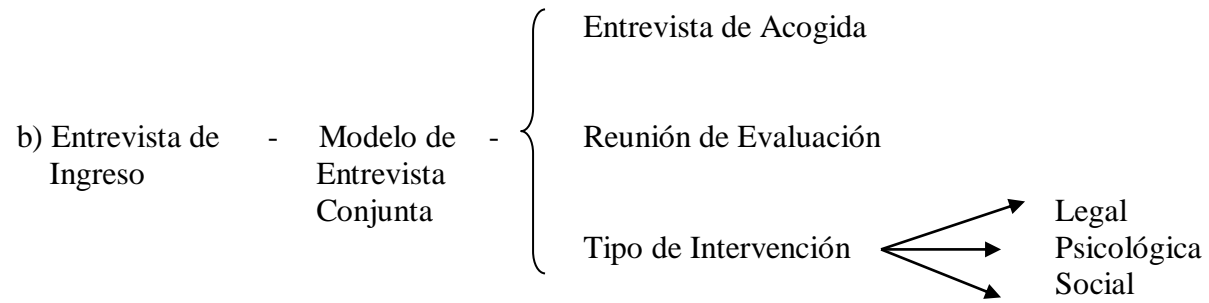 Entrevista de Acogida
b) Entrevista de - Modelo de - Reunión de Evaluación
Ingreso Entrevista
Conjunta Legal
Tipo de Intervención Psicológica
Social